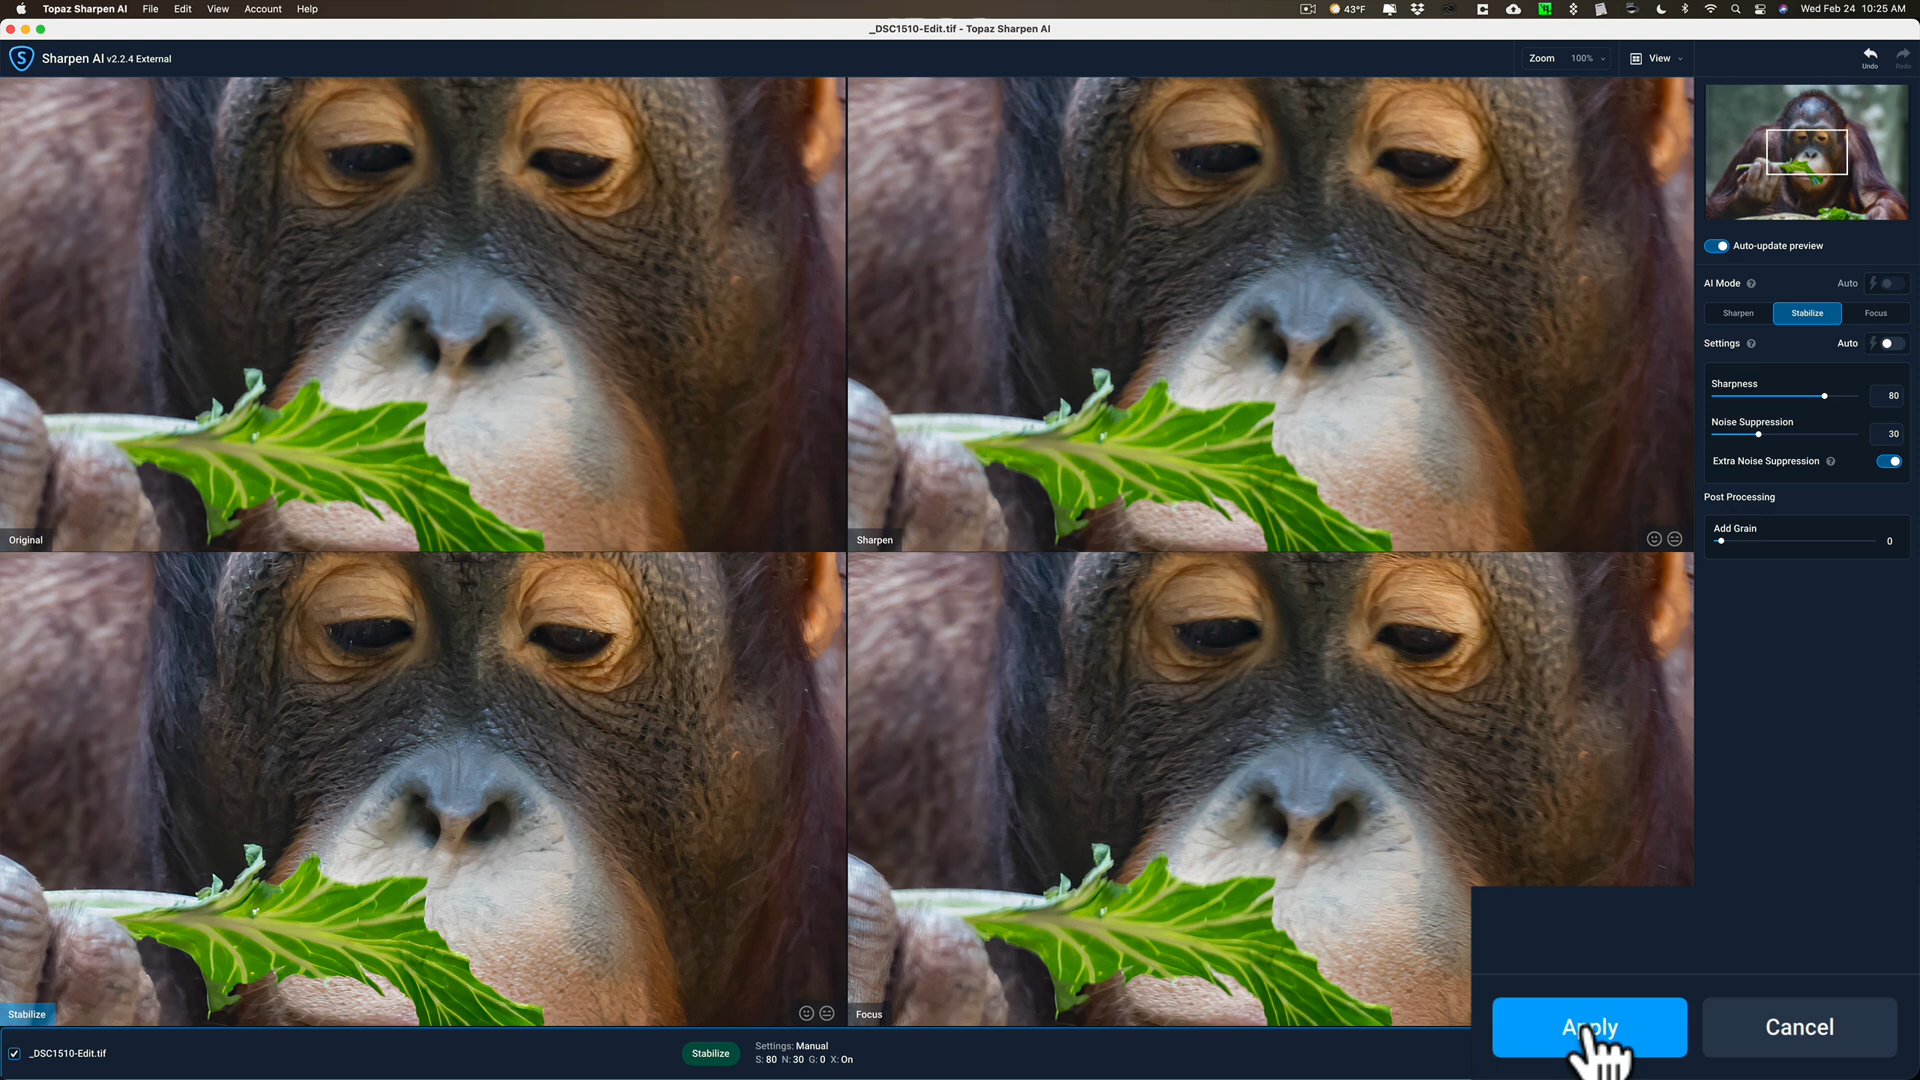 Topaz Sharpen AI File Edit View Account Help
43°F Wed Feb 24 10:25 AM
_DSC1510-Edit.tif - Topaz Sharpen AI
S Sharpen AI v2.2.4 External
Zoom 100% View
Undo Redo
Auto-update preview
AI Mode ? Auto
Sharpen Stabilize Focus
Settings ? Auto
Sharpness
80
Noise Suppression
30
Extra Noise Suppression ?
Post Processing
Add Grain
0
Original
Sharpen
Stabilize
Focus
_DSC1510-Edit.tif
Stabilize
Settings: Manual
S: 80 N: 30 G: 0 X: On
Apply
Cancel